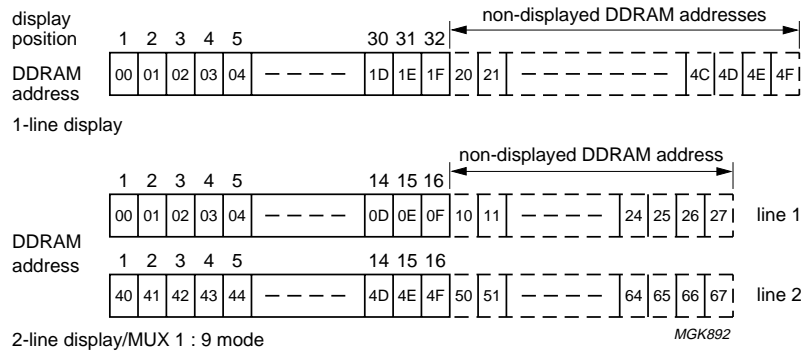 display position
non-displayed DDRAM addresses
1 2 3 4 5 30 31 32
DDRAM address
00 01 02 03 04 1D 1E 1F 20 21 4C 4D 4E 4F
1-line display
non-displayed DDRAM address
1 2 3 4 5 14 15 16
00 01 02 03 04 0D 0E 0F 10 11 24 25 26 27 line 1
DDRAM address
1 2 3 4 5 14 15 16
40 41 42 43 44 4D 4E 4F 50 51 64 65 66 67 line 2
2-line display/MUX 1 : 9 mode
MGK892